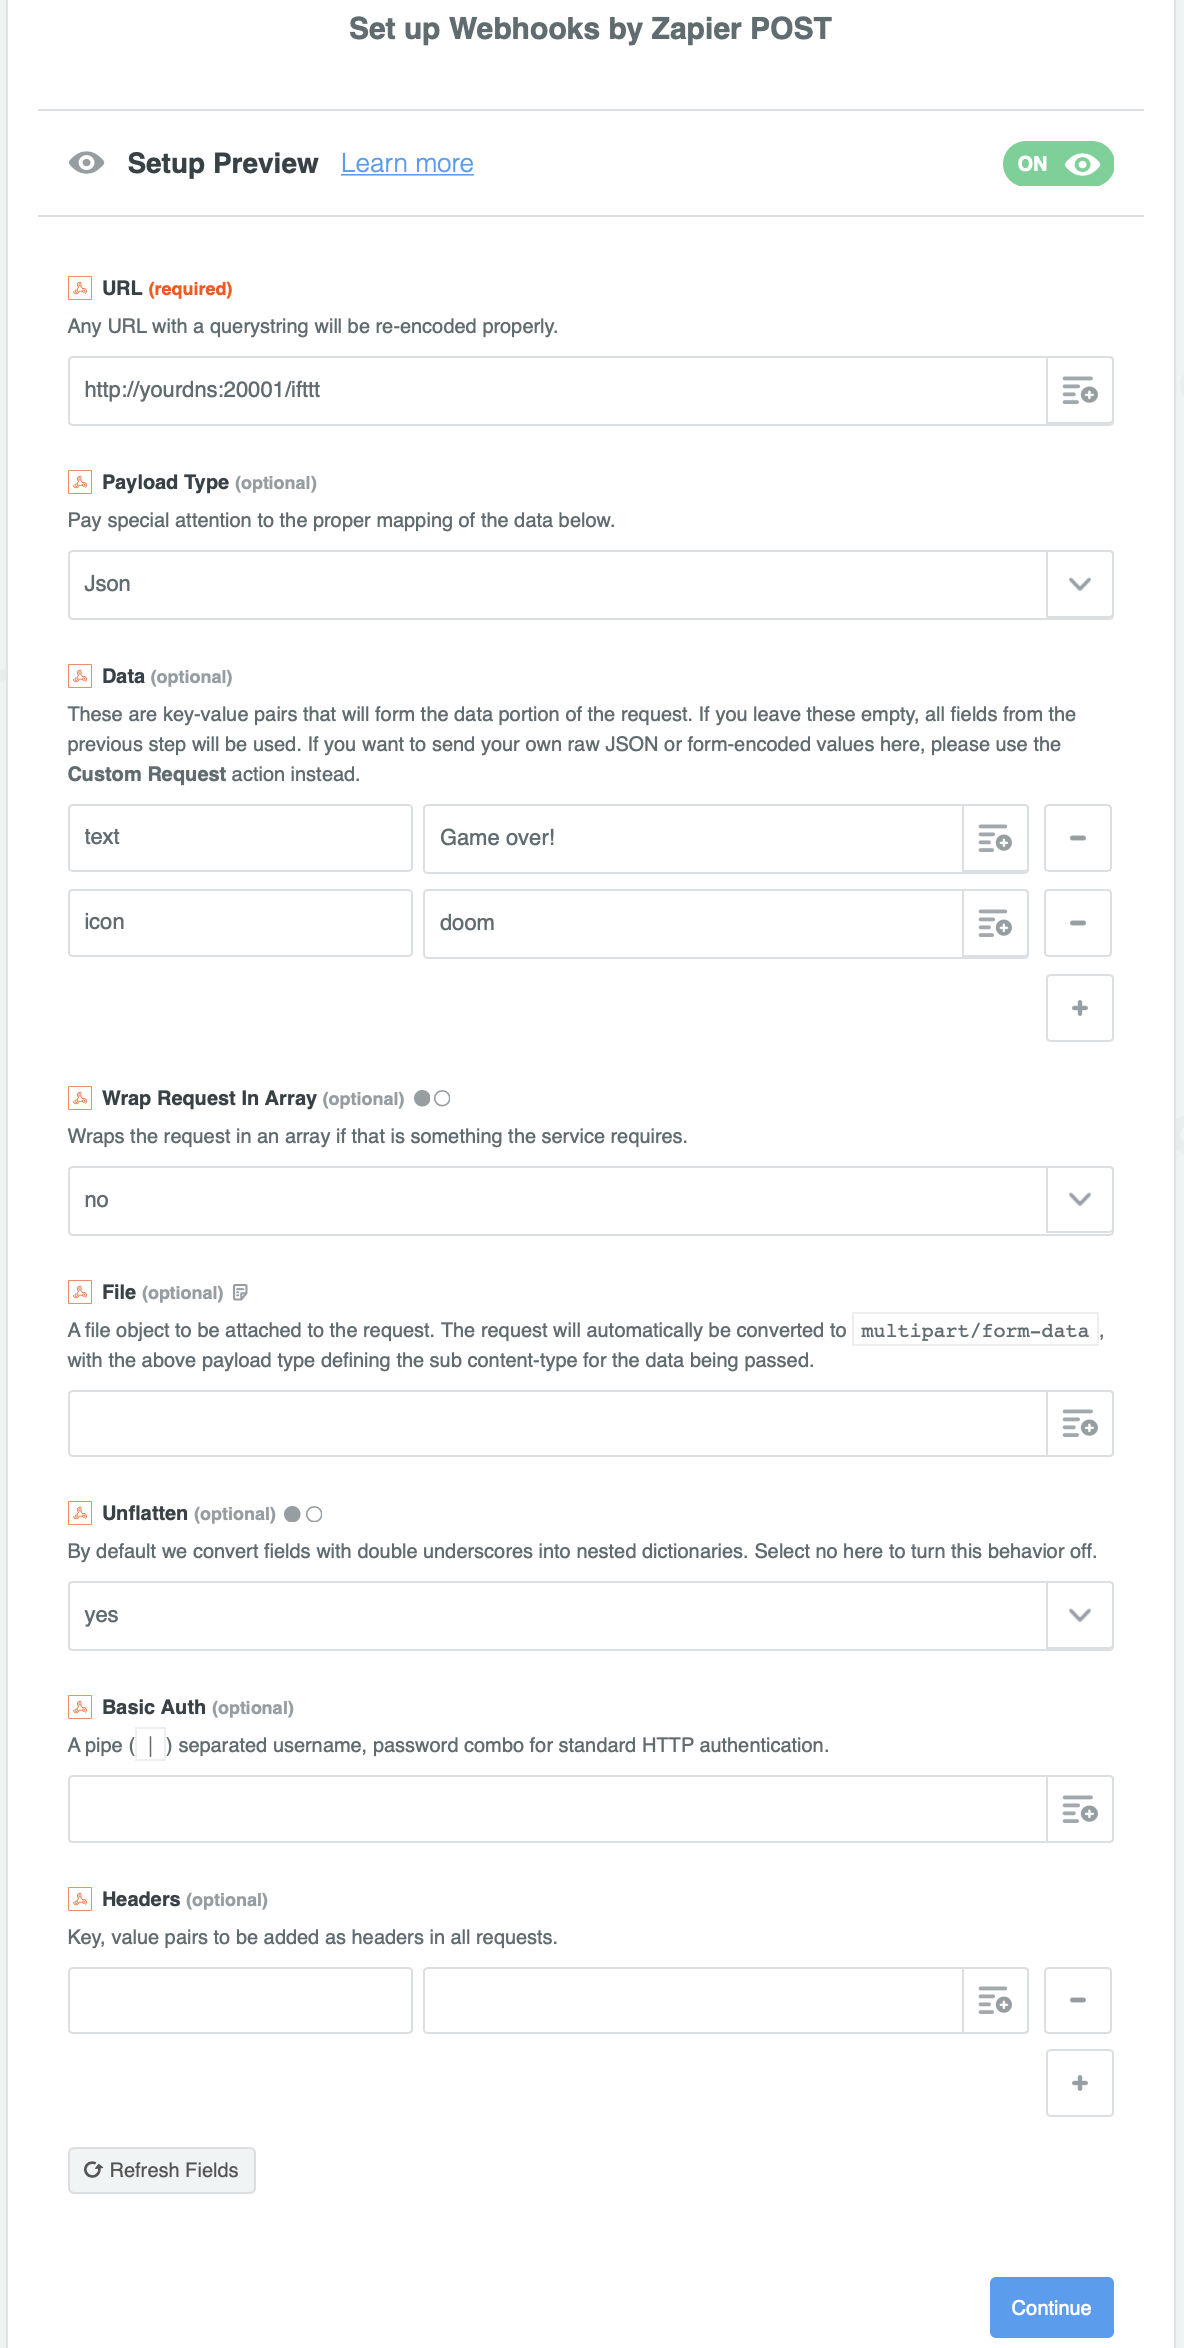 Set up Webhooks by Zapier POST
Setup Preview Learn more ON
URL (required)
Any URL with a querystring will be re-encoded properly.
http://yourdns:20001/ifttt
Payload Type (optional)
Pay special attention to the proper mapping of the data below.
Json
Data (optional)
These are key-value pairs that will form the data portion of the request. If you leave these empty, all fields from the
previous step will be used. If you want to send your own raw JSON or form-encoded values here, please use the
Custom Request action instead.
text Game over! -
icon doom -
+
Wrap Request In Array (optional)
Wraps the request in an array if that is something the service requires.
no
File (optional)
A file object to be attached to the request. The request will automatically be converted to multipart/form-data,
with the above payload type defining the sub content-type for the data being passed.
Unflatten (optional)
By default we convert fields with double underscores into nested dictionaries. Select no here to turn this behavior off.
yes
Basic Auth (optional)
A pipe ( | ) separated username, password combo for standard HTTP authentication.
Headers (optional)
Key, value pairs to be added as headers in all requests.
-
+
Refresh Fields
Continue